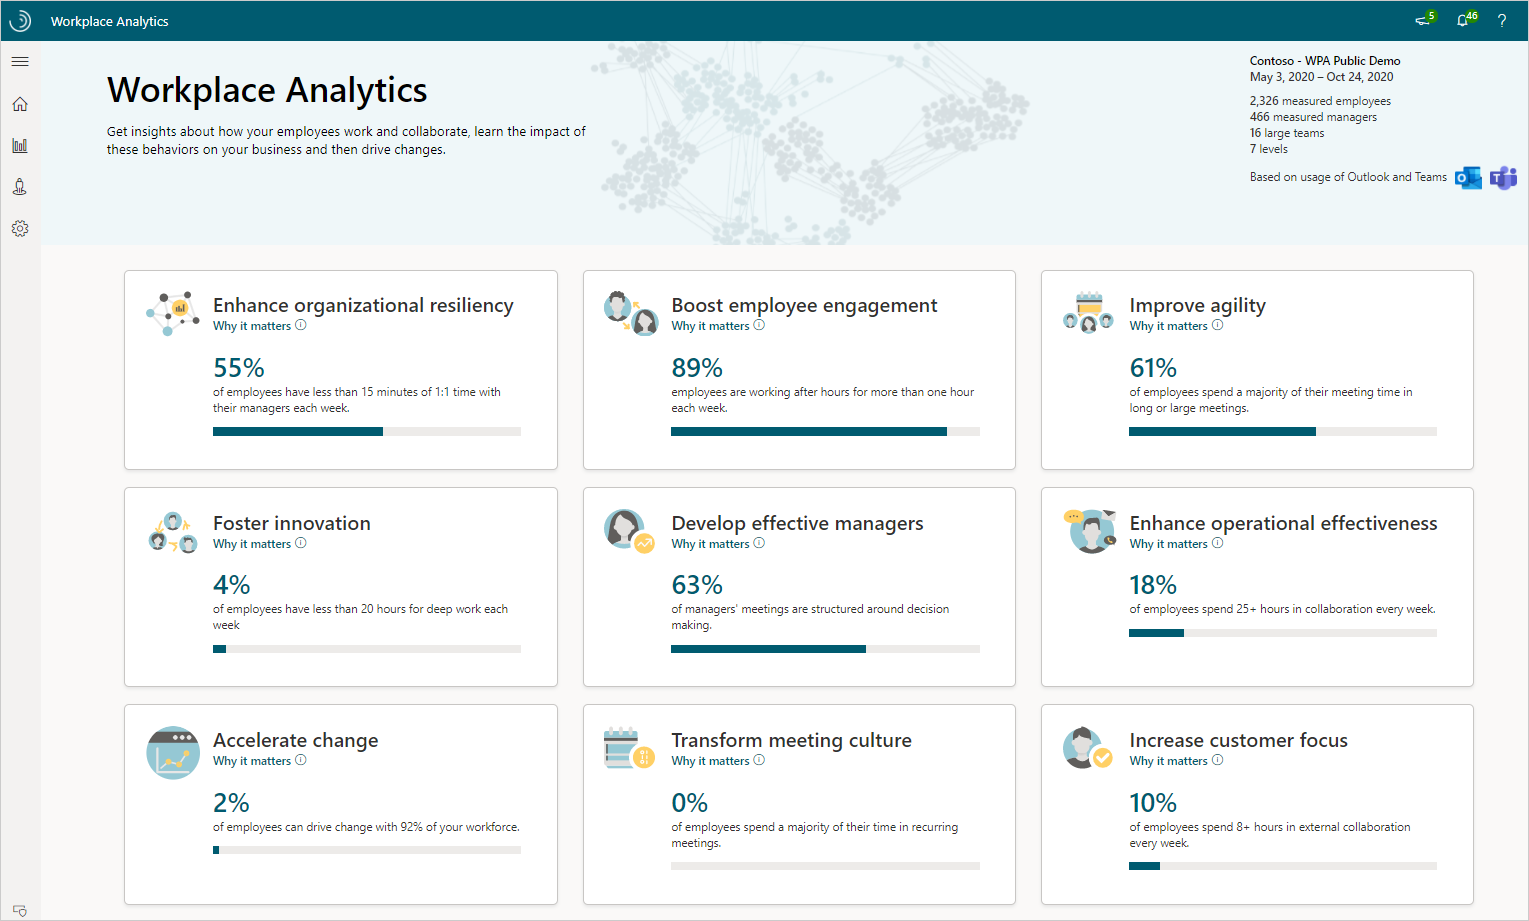 Workplace Analytics
5
46
?
Workplace Analytics
Get insights about how your employees work and collaborate, learn the impact of
these behaviors on your business and then drive changes.
Contoso - WPA Public Demo
May 3, 2020 – Oct 24, 2020
2,326 measured employees
466 measured managers
16 large teams
7 levels
Based on usage of Outlook and Teams
Enhance organizational resiliency
Why it matters
55%
of employees have less than 15 minutes of 1:1 time with
their managers each week.
Boost employee engagement
Why it matters
89%
employees are working after hours for more than one hour
each week.
Improve agility
Why it matters
61%
of employees spend a majority of their meeting time in
long or large meetings.
Foster innovation
Why it matters
4%
of employees have less than 20 hours for deep work each
week
Develop effective managers
Why it matters
63%
of managers' meetings are structured around decision
making.
Enhance operational effectiveness
Why it matters
18%
of employees spend 25+ hours in collaboration every week.
Accelerate change
Why it matters
2%
of employees can drive change with 92% of your workforce.
Transform meeting culture
Why it matters
0%
of employees spend a majority of their time in recurring
meetings.
Increase customer focus
Why it matters
10%
of employees spend 8+ hours in external collaboration
every week.